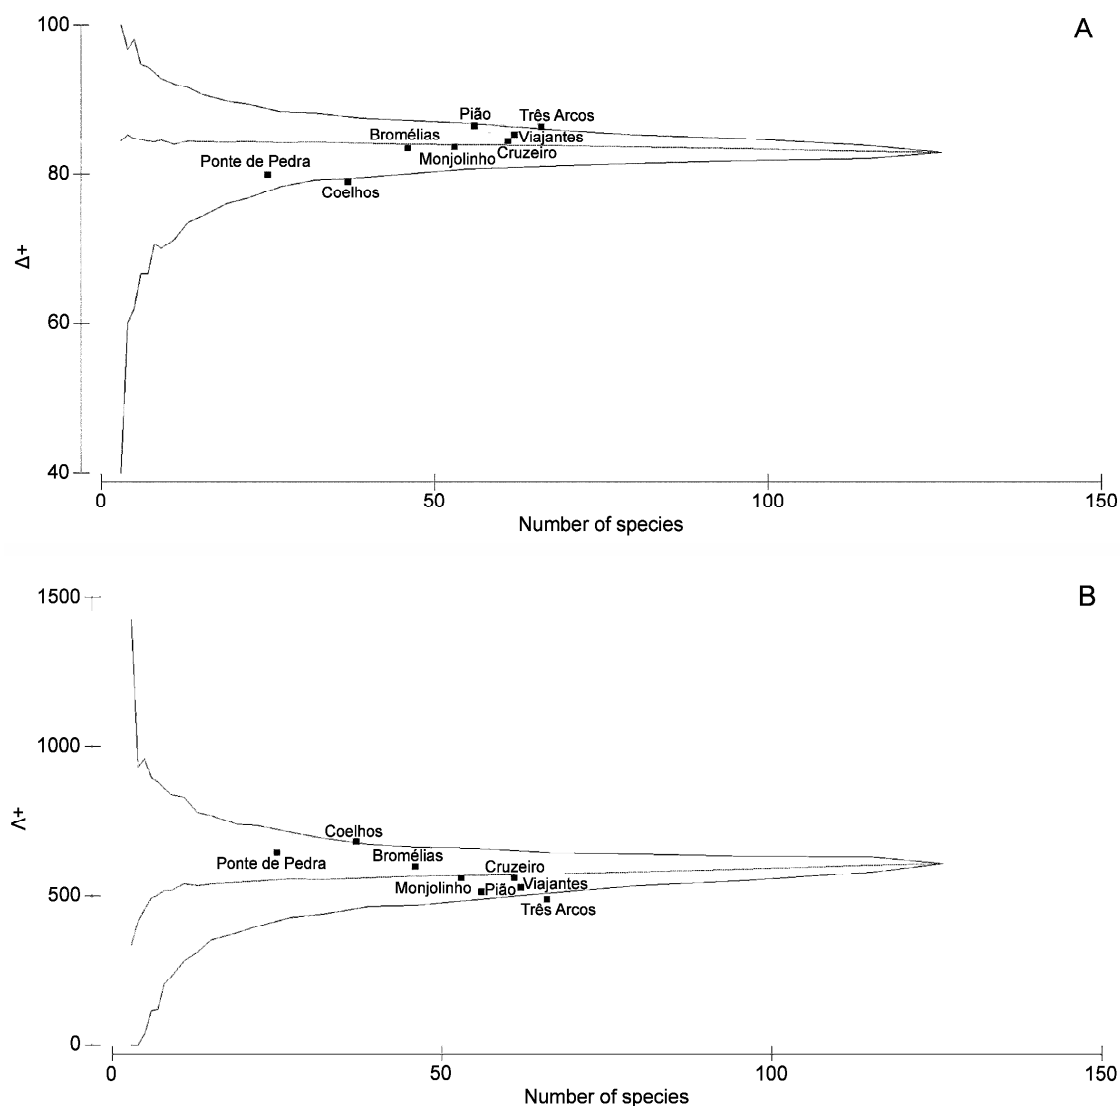 A
100
80
60
40
Δ+
Pião
Três Arcos
Bromélias
Viajantes
Monjolinho
Cruzeiro
Ponte de Pedra
Coelhos
0
50
100
150
Number of species
B
1500
1000
500
0
Λ+
Coelhos
Ponte de Pedra
Bromélias
Cruzeiro
Monjolinho
Pião
Viajantes
Três Arcos
0
50
100
150
Number of species